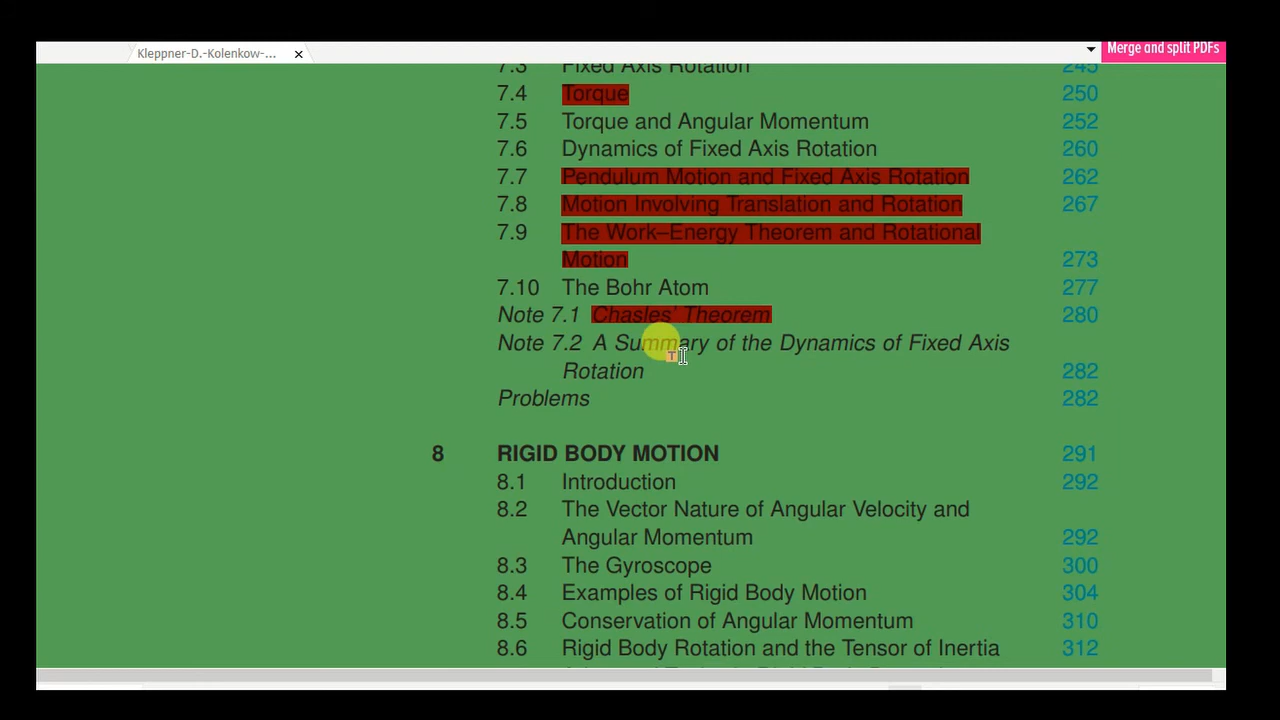 Kleppner-D.-Kolenkow-...
Merge and split PDFs
7.3 Fixed Axis Rotation 245
7.4 Torque 250
7.5 Torque and Angular Momentum 252
7.6 Dynamics of Fixed Axis Rotation 260
7.7 Pendulum Motion and Fixed Axis Rotation 262
7.8 Motion Involving Translation and Rotation 267
7.9 The Work–Energy Theorem and Rotational
Motion 273
7.10 The Bohr Atom 277
Note 7.1 Chasles’ Theorem 280
Note 7.2 A Summary of the Dynamics of Fixed Axis
Rotation 282
Problems 282
8 RIGID BODY MOTION 291
8.1 Introduction 292
8.2 The Vector Nature of Angular Velocity and
Angular Momentum 292
8.3 The Gyroscope 300
8.4 Examples of Rigid Body Motion 304
8.5 Conservation of Angular Momentum 310
8.6 Rigid Body Rotation and the Tensor of Inertia 312